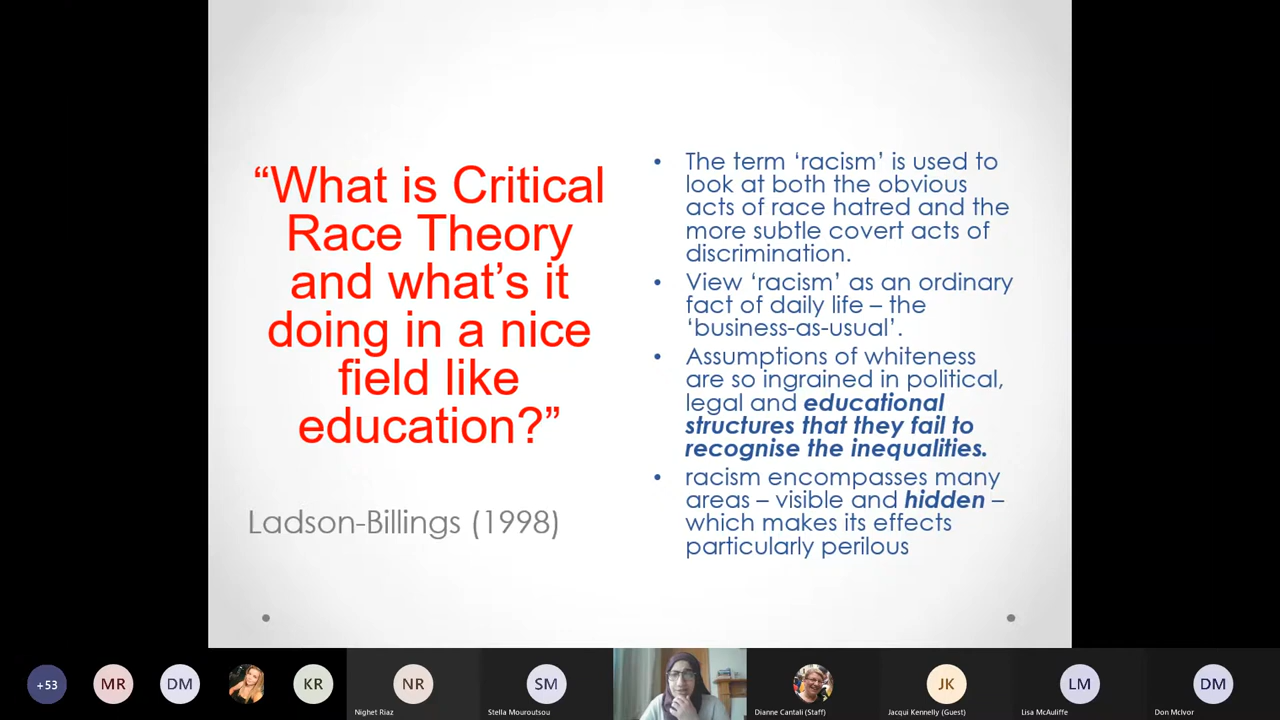 “What is Critical
Race Theory
and what’s it
doing in a nice
field like
education?”
Ladson-Billings (1998)
• The term ‘racism’ is used to
look at both the obvious
acts of race hatred and the
more subtle covert acts of
discrimination.
• View ‘racism’ as an ordinary
fact of daily life – the
‘business-as-usual’.
• Assumptions of whiteness
are so ingrained in political,
legal and educational
structures that they fail to
recognise the inequalities.
• racism encompasses many
areas – visible and hidden –
which makes its effects
particularly perilous
+53
MR
DM
KR
NR
Nighet Riaz
SM
Stella Mouroutsou
Dianne Cantali (Staff)
JK
Jacqui Kennelly (Guest)
LM
Lisa McAuliffe
DM
Don McIvor